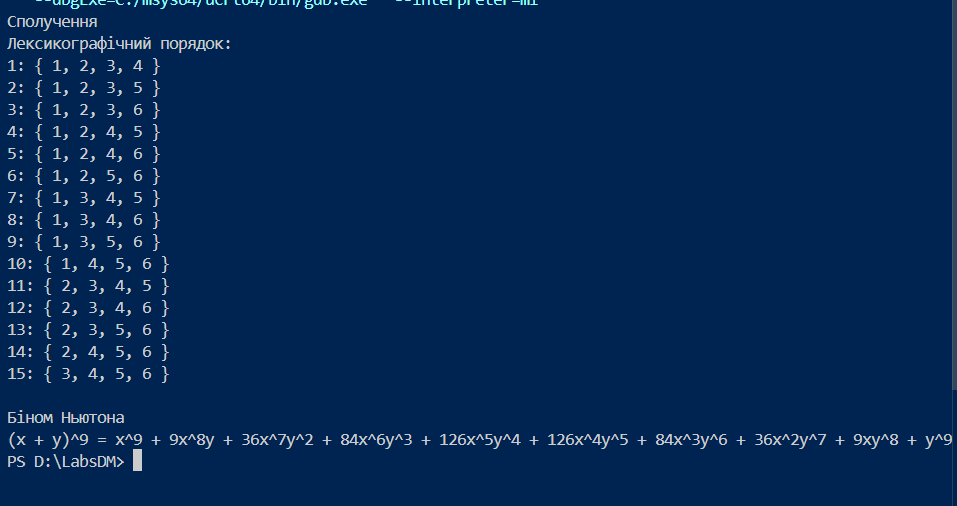 --dbgExe=C:/msys64/ucrt64/bin/gdb.exe --interpreter=mi
Сполучення
Лексикографічний порядок:
1: { 1, 2, 3, 4 }
2: { 1, 2, 3, 5 }
3: { 1, 2, 3, 6 }
4: { 1, 2, 4, 5 }
5: { 1, 2, 4, 6 }
6: { 1, 2, 5, 6 }
7: { 1, 3, 4, 5 }
8: { 1, 3, 4, 6 }
9: { 1, 3, 5, 6 }
10: { 1, 4, 5, 6 }
11: { 2, 3, 4, 5 }
12: { 2, 3, 4, 6 }
13: { 2, 3, 5, 6 }
14: { 2, 4, 5, 6 }
15: { 3, 4, 5, 6 }
Біном Ньютона
(x + y)^9 = x^9 + 9x^8y + 36x^7y^2 + 84x^6y^3 + 126x^5y^4 + 126x^4y^5 + 84x^3y^6 + 36x^2y^7 + 9xy^8 + y^9
PS D:\LabsDM>